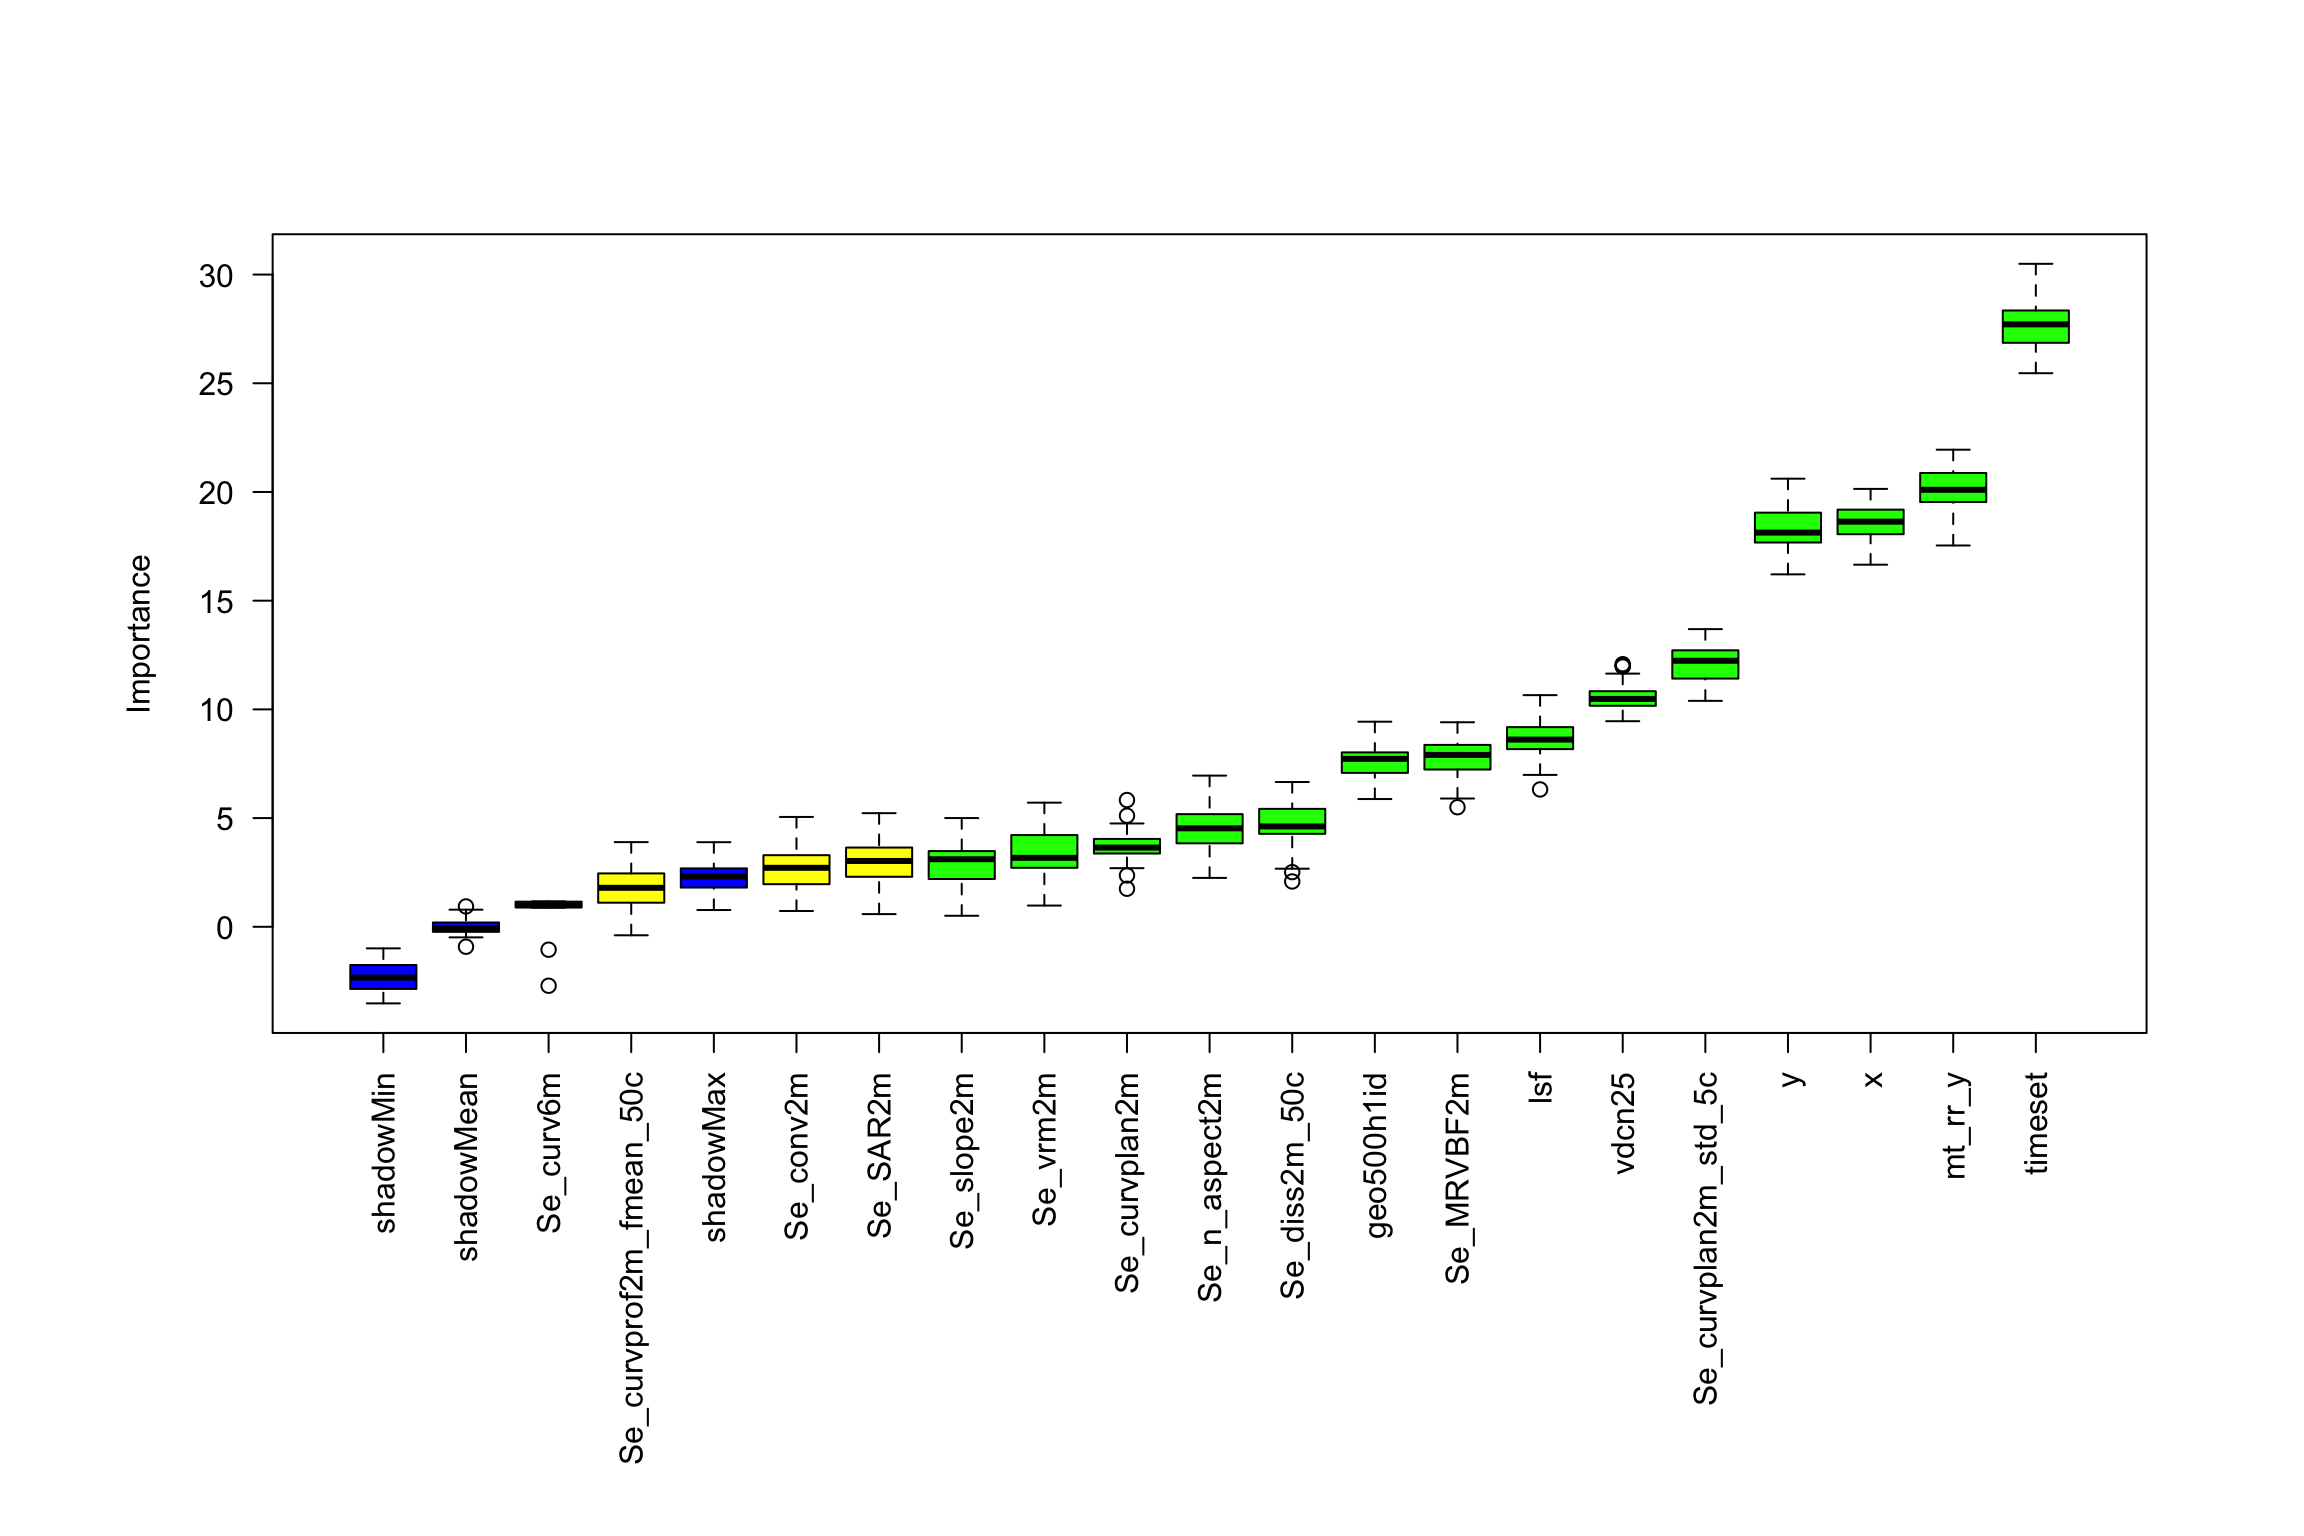 30
25
20
15
10
5
0
Importance
shadowMin
shadowMean
Se_curv6m
Se_curvprof2m_fmean_50c
shadowMax
Se_conv2m
Se_SAR2m
Se_slope2m
Se_vrm2m
Se_curvplan2m
Se_n_aspect2m
Se_diss2m_50c
geo500h1id
Se_MRVBF2m
lsf
vdcn25
Se_curvplan2m_std_5c
y
x
mt_rr_y
timeset